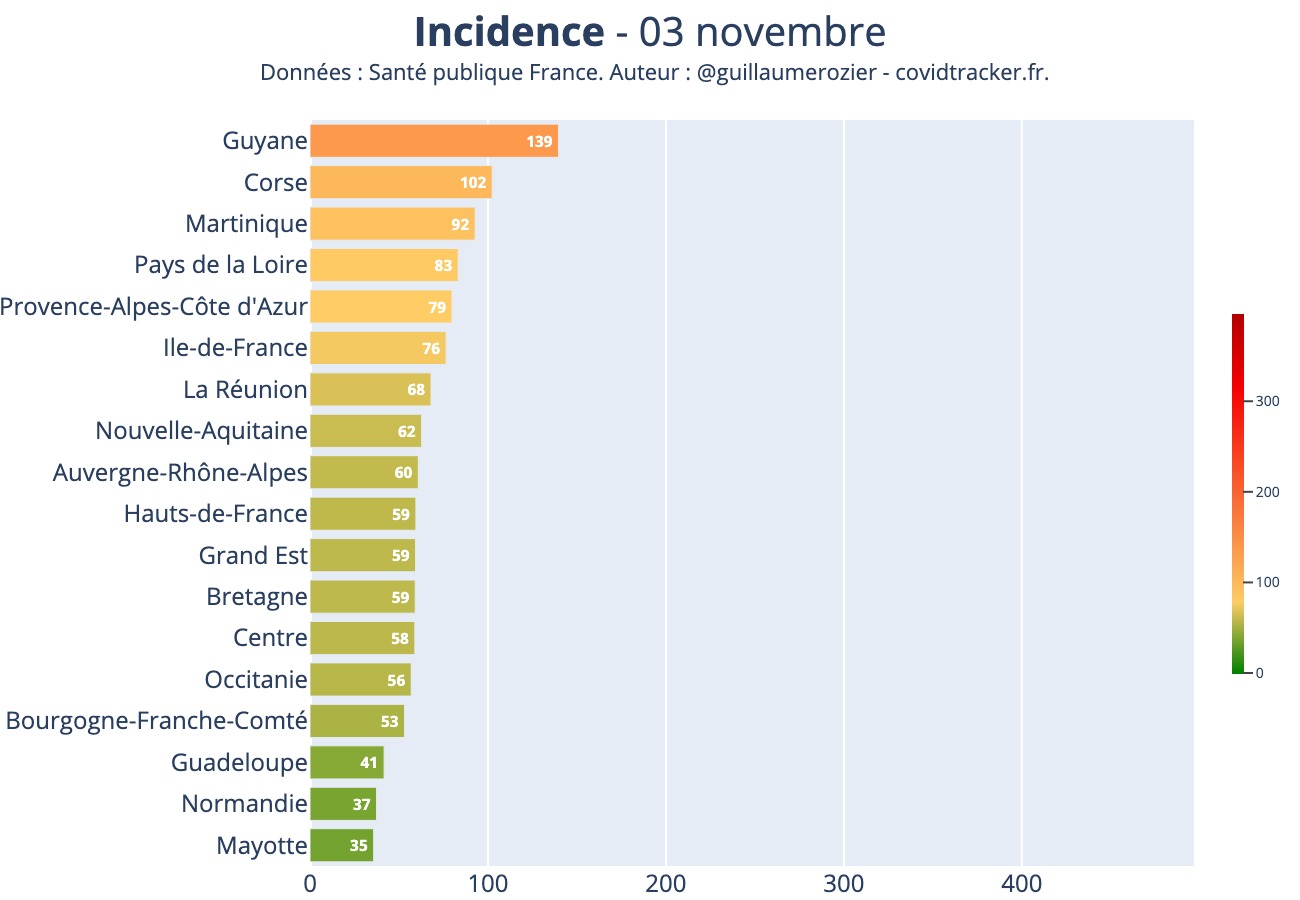 Incidence - 03 novembre
Données : Santé publique France. Auteur : @guillaumerozier - covidtracker.fr.
Guyane 139
Corse 102
Martinique 92
Pays de la Loire 83
Provence-Alpes-Côte d'Azur 79
Ile-de-France 76
La Réunion 68
Nouvelle-Aquitaine 62
Auvergne-Rhône-Alpes 60
Hauts-de-France 59
Grand Est 59
Bretagne 59
Centre 58
Occitanie 56
Bourgogne-Franche-Comté 53
Guadeloupe 41
Normandie 37
Mayotte 35
0 100 200 300 400
300
200
100
0